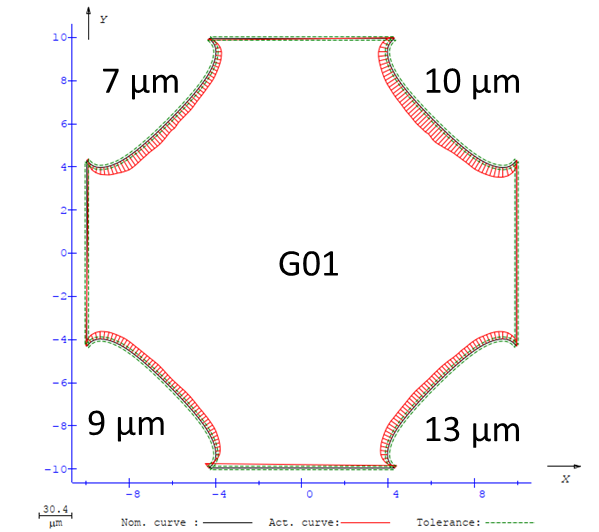 Y
10
8
7 µm
10 µm
6
4
2
0
G01
-2
-4
-6
9 µm
13 µm
-8
-10
X
-8
-4
0
4
8
30.4
µm
Nom. curve :
Act. curve:
Tolerance: